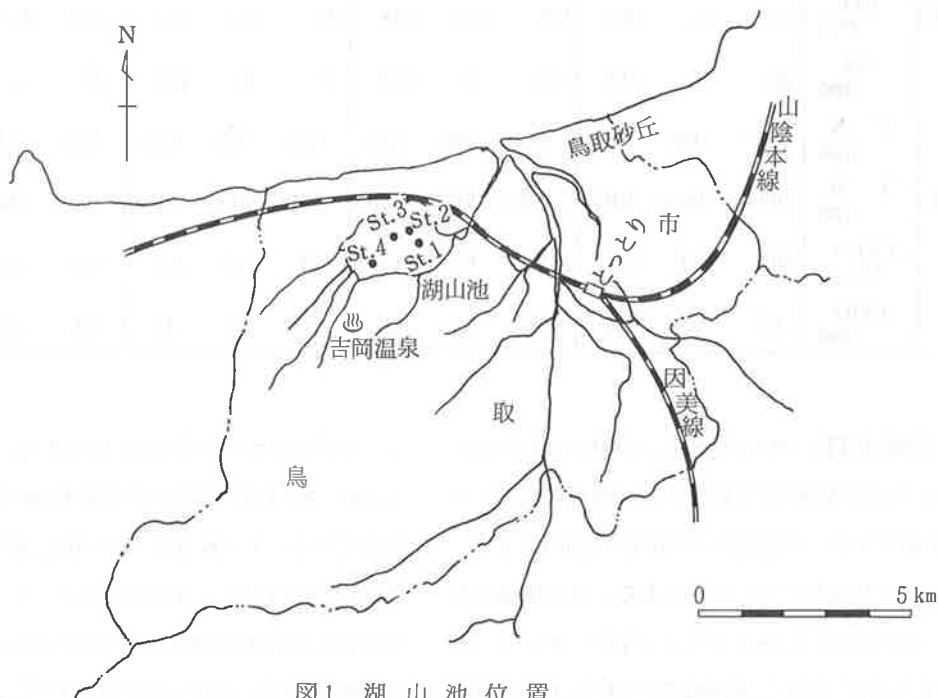 N
鳥取砂丘
山陰本線
市
とっとり
St.3
St.2
St.4
St.1
湖山池
吉岡温泉
取
因美線
鳥
0 5 km
図1 湖山池位置